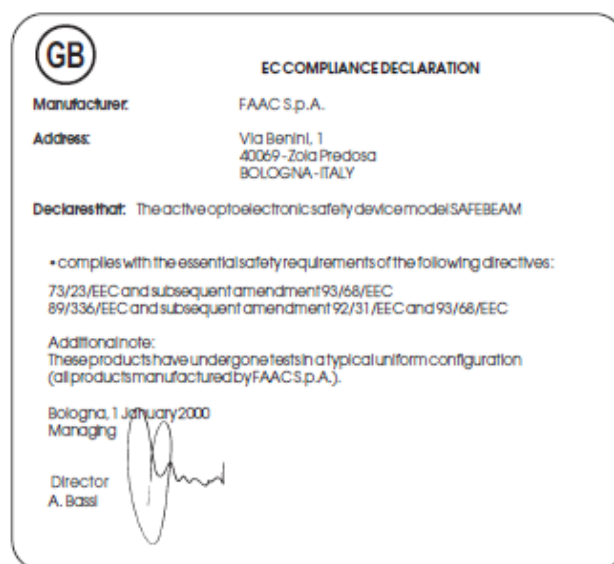 GB
EC COMPLIANCE DECLARATION
Manufacturer: FAAC S.p.A.
Address: Via Benini, 1
40069 - Zola Predosa
BOLOGNA - ITALY
Declares that: The active optoelectronic safety device model SAFEBEAM
• complies with the essential safety requirements of the following directives:
73/23/EEC and subsequent amendment 93/68/EEC
89/336/EEC and subsequent amendment 92/31/EEC and 93/68/EEC
Additional note:
These products have undergone tests in a typical uniform configuration
(all products manufactured by FAAC S.p.A.).
Bologna, 1 January 2000
Managing
Director
A. Bassi